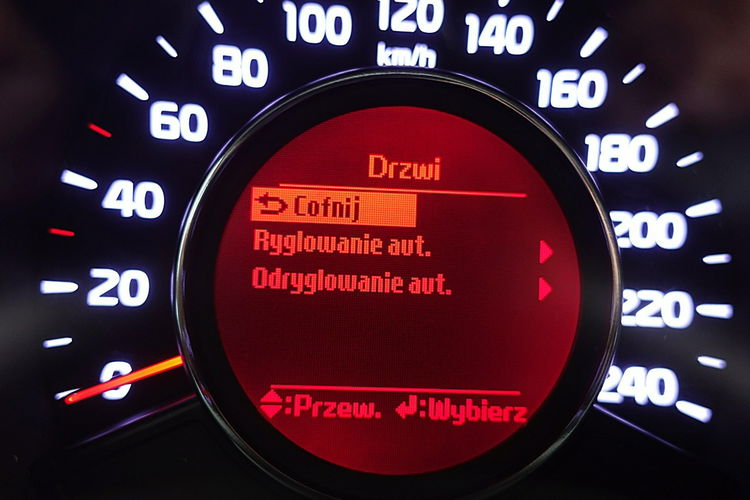 0
20
40
60
80
100
120
km/h
140
160
180
200
220
240
Drzwi
Cofnij
Ryglowanie aut.
Odryglowanie aut.
:Przew. :Wybierz